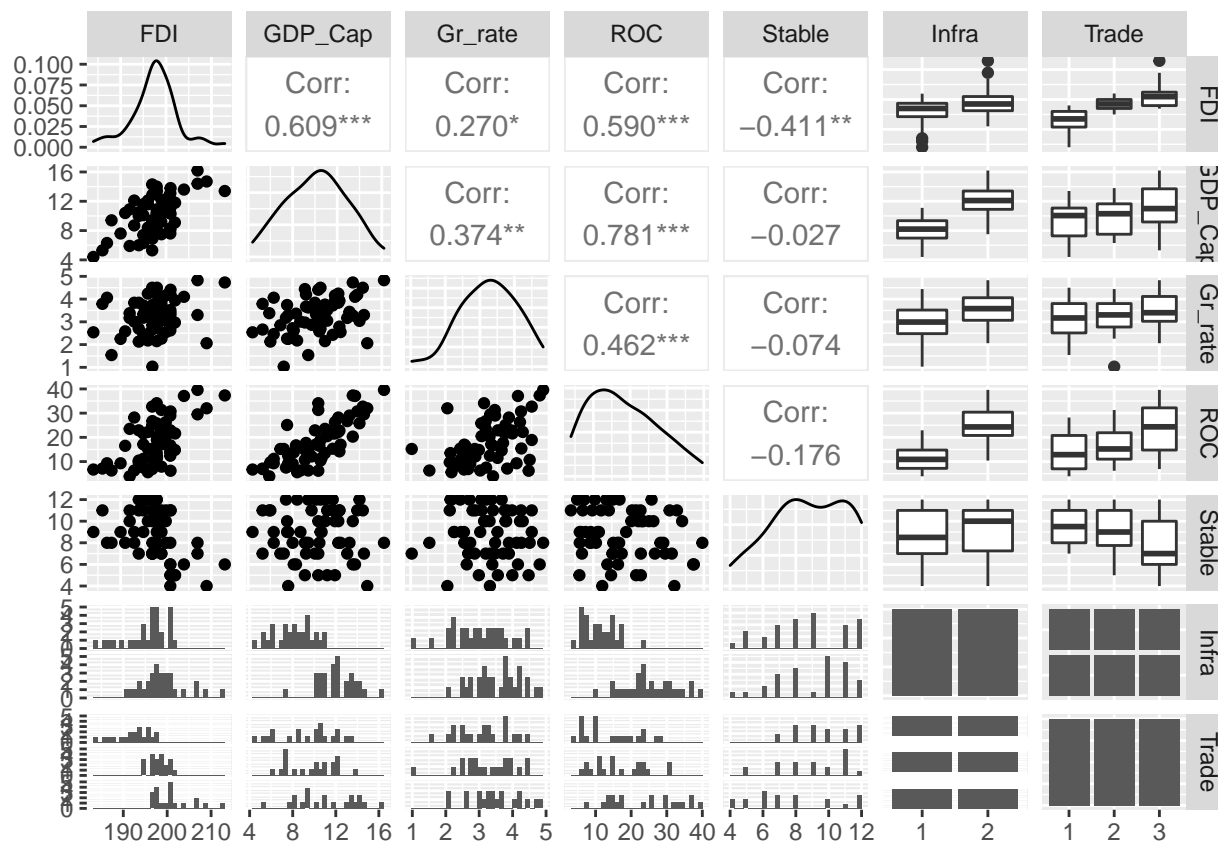 FDI GDP_Cap Gr_rate ROC Stable Infra Trade
0.100
0.075
0.050
0.025
0.000
Corr:
0.609***
Corr:
0.270*
Corr:
0.590***
Corr:
−0.411**
FDI
16
12
8
4
Corr:
0.374**
Corr:
0.781***
Corr:
−0.027
GDP_Cap
5
4
3
2
1
Corr:
0.462***
Corr:
−0.074
Gr_rate
40
30
20
10
Corr:
−0.176
ROC
12
10
8
6
4
Stable
Infra
Trade
190 200 210 4 8 12 16 1 2 3 4 5 10 20 30 40 4 6 8 10 12 1 2 1 2 3